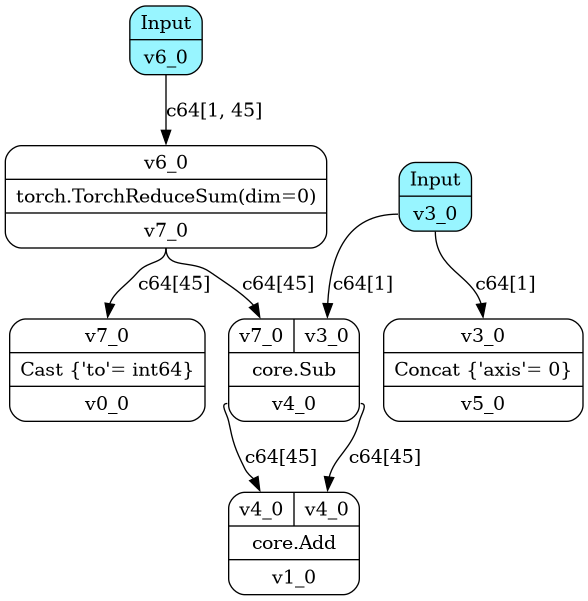 Input
v6_0
c64[1, 45]
v6_0
torch.TorchReduceSum(dim=0)
v7_0
Input
v3_0
c64[45]
c64[45]
c64[1]
c64[1]
v7_0
Cast {'to'= int64}
v0_0
v7_0 v3_0
core.Sub
v4_0
v3_0
Concat {'axis'= 0}
v5_0
c64[45]
c64[45]
v4_0 v4_0
core.Add
v1_0